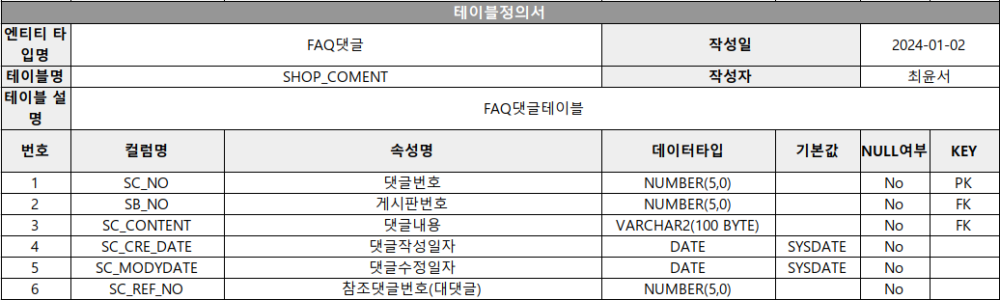 테이블정의서
엔티티 타입명 FAQ댓글 작성일 2024-01-02
테이블명 SHOP_COMENT 작성자 최윤서
테이블 설명 FAQ댓글테이블
번호 컬럼명 속성명 데이터타입 기본값 NULL여부 KEY
1 SC_NO 댓글번호 NUMBER(5,0) No PK
2 SB_NO 게시판번호 NUMBER(5,0) No FK
3 SC_CONTENT 댓글내용 VARCHAR2(100 BYTE) No FK
4 SC_CRE_DATE 댓글작성일자 DATE SYSDATE No
5 SC_MODYDATE 댓글수정일자 DATE SYSDATE No
6 SC_REF_NO 참조댓글번호(대댓글) NUMBER(5,0) No